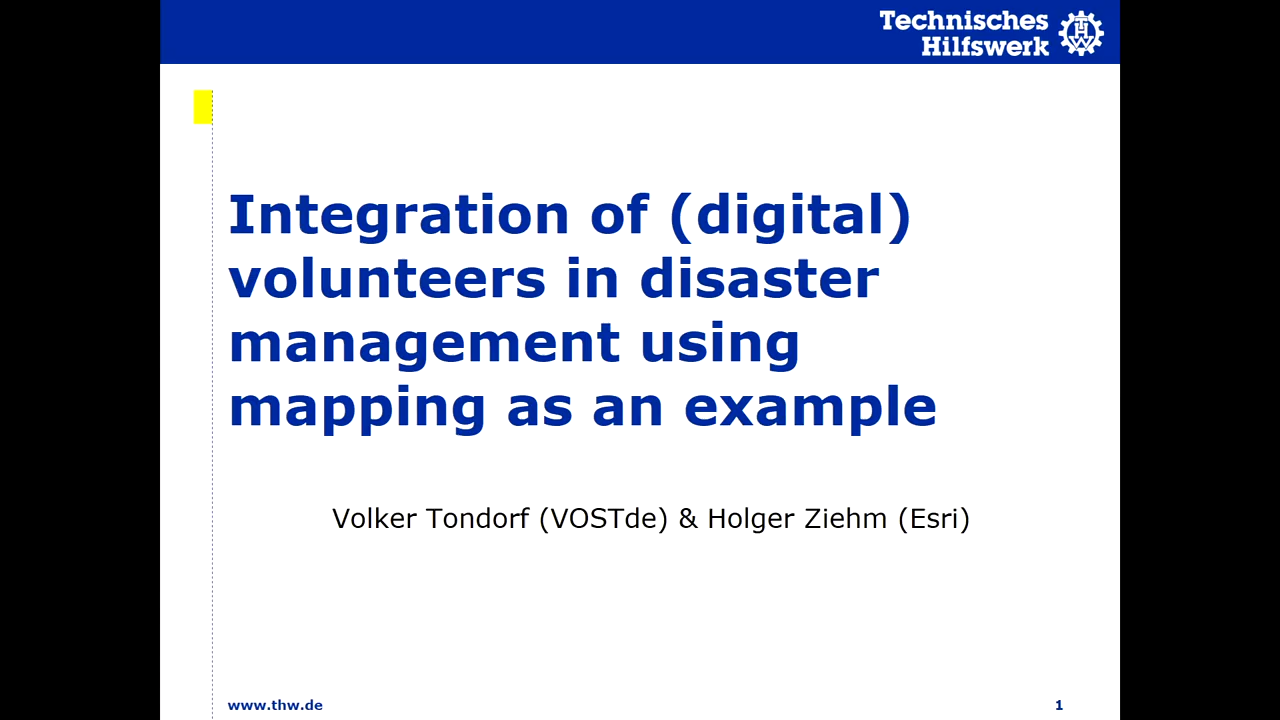 Technisches
Hilfswerk
THW
Integration of (digital)
volunteers in disaster
management using
mapping as an example
Volker Tondorf (VOSTde) & Holger Ziehm (Esri)
www.thw.de
1